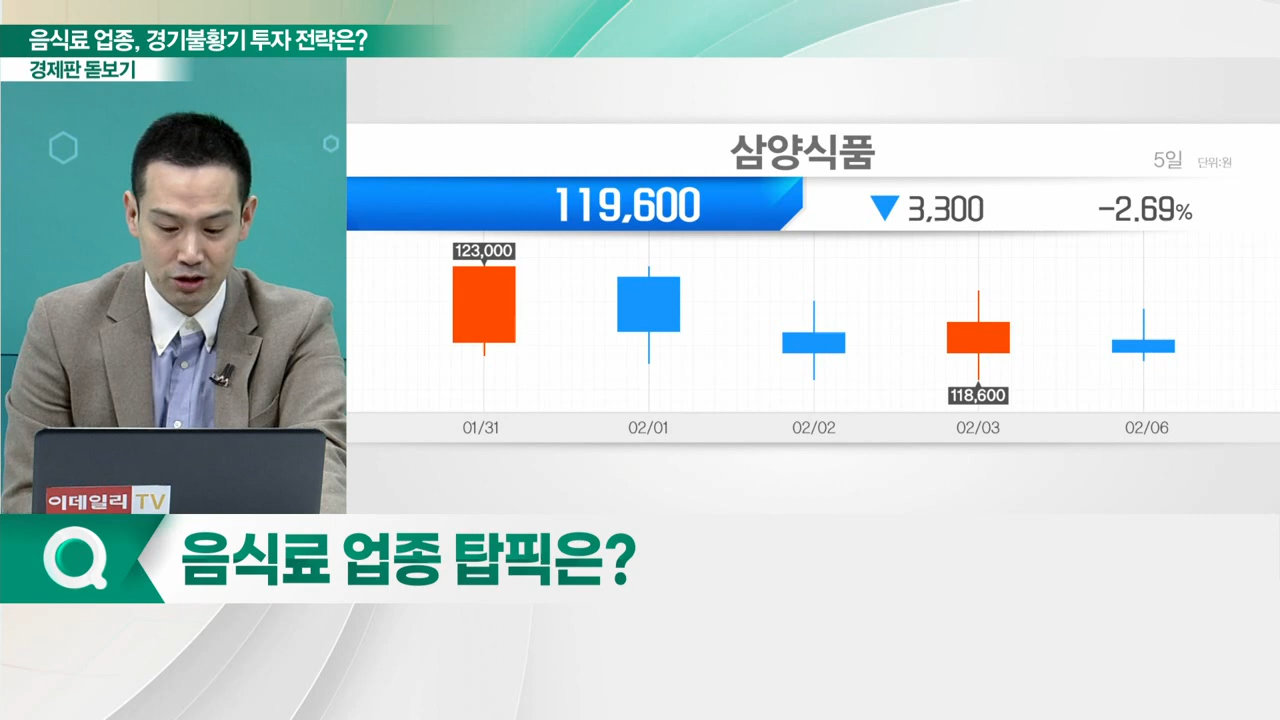 음식료 업종, 경기불황기 투자 전략은?
경제판 돋보기
삼양식품
5일 단위:원
119,600 ▼ 3,300 -2.69%
123,000
118,600
01/31 02/01 02/02 02/03 02/06
이데일리 TV
Q 음식료 업종 탑픽은?